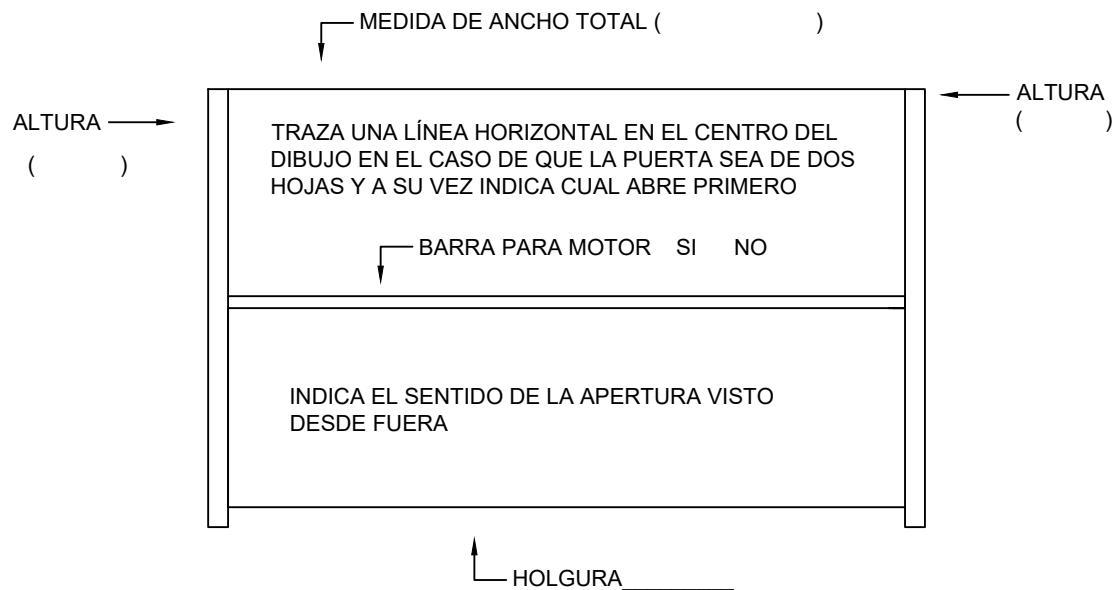 MEDIDA DE ANCHO TOTAL ( )
ALTURA
( )
ALTURA
( )
TRAZA UNA LÍNEA HORIZONTAL EN EL CENTRO DEL
DIBUJO EN EL CASO DE QUE LA PUERTA SEA DE DOS
HOJAS Y A SU VEZ INDICA CUAL ABRE PRIMERO
BARRA PARA MOTOR SI NO
INDICA EL SENTIDO DE LA APERTURA VISTO
DESDE FUERA
HOLGURA__________